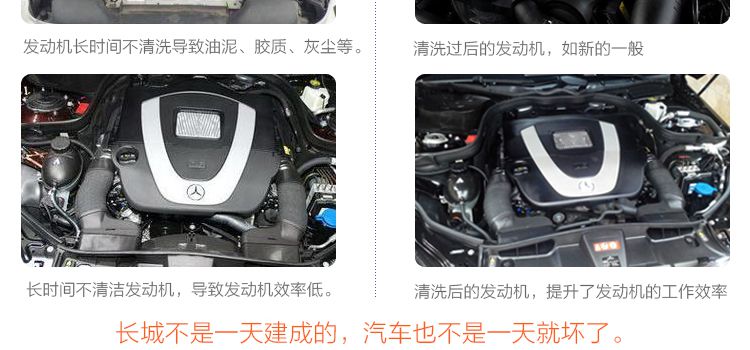 发动机长时间不清洗导致油泥、胶质、灰尘等。
清洗过后的发动机，如新的一般
长时间不清洁发动机，导致发动机效率低。
清洗后的发动机，提升了发动机的工作效率
长城不是一天建成的，汽车也不是一天就坏了。